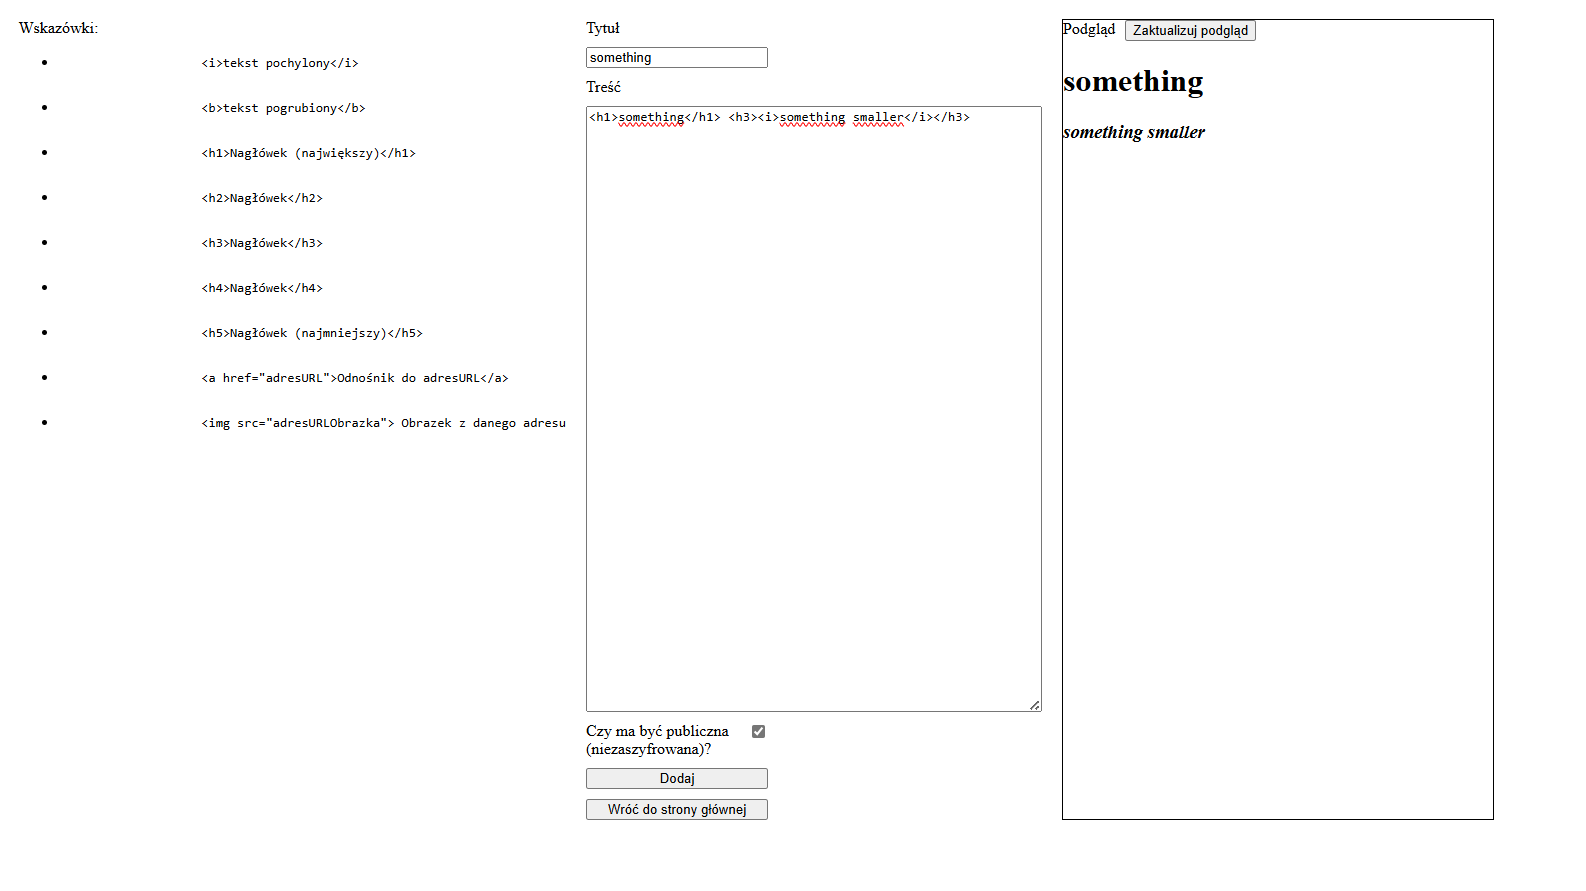 Wskazówki:
<i>tekst pochylony</i>
<b>tekst pogrubiony</b>
<h1>Nagłówek (największy)</h1>
<h2>Nagłówek</h2>
<h3>Nagłówek</h3>
<h4>Nagłówek</h4>
<h5>Nagłówek (najmniejszy)</h5>
<a href="adresURL">Odnośnik do adresURL</a>
<img src="adresURLObrazka"> Obrazek z danego adresu
Tytuł
something
Treść
<h1>something</h1> <h3><i>something smaller</i></h3>
Czy ma być publiczna
(niezaszyfrowana)?
Dodaj
Wróć do strony głównej
Podgląd Zaktualizuj podgląd
something
something smaller